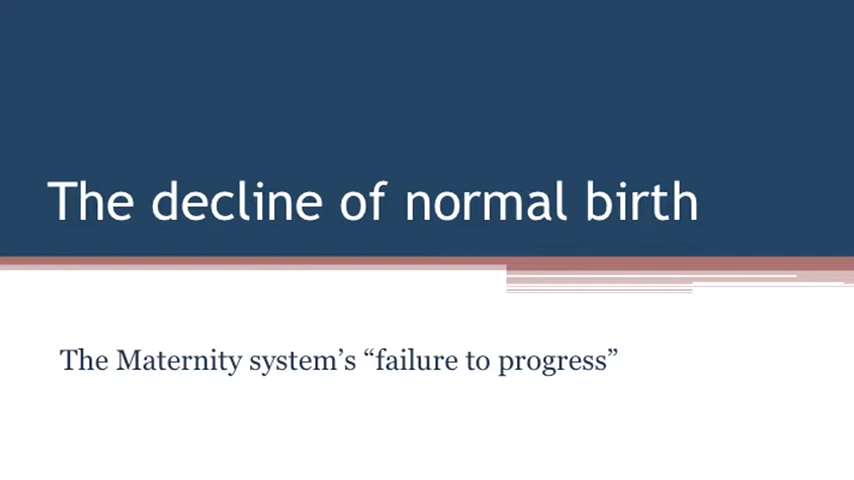 The decline of normal birth
The Maternity system’s “failure to progress”